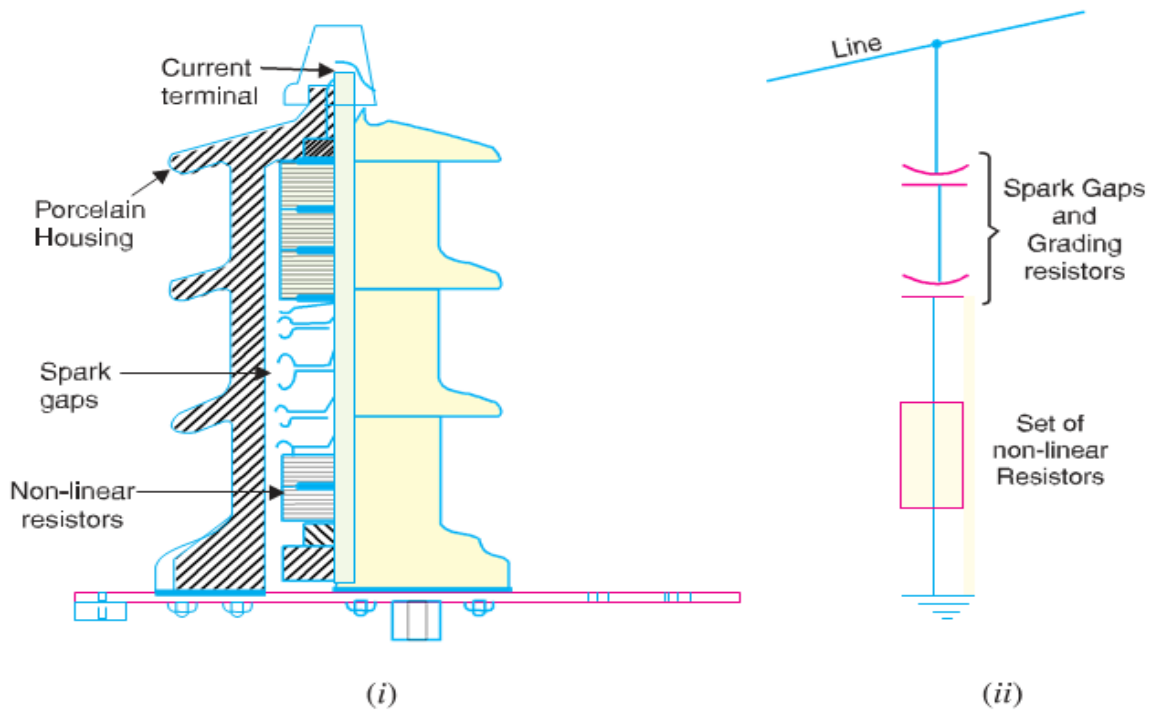 Current
terminal
Porcelain
Housing
Spark
gaps
Non-linear
resistors
(i)
Line
Spark Gaps
and
Grading
resistors
Set of
non-linear
Resistors
(ii)